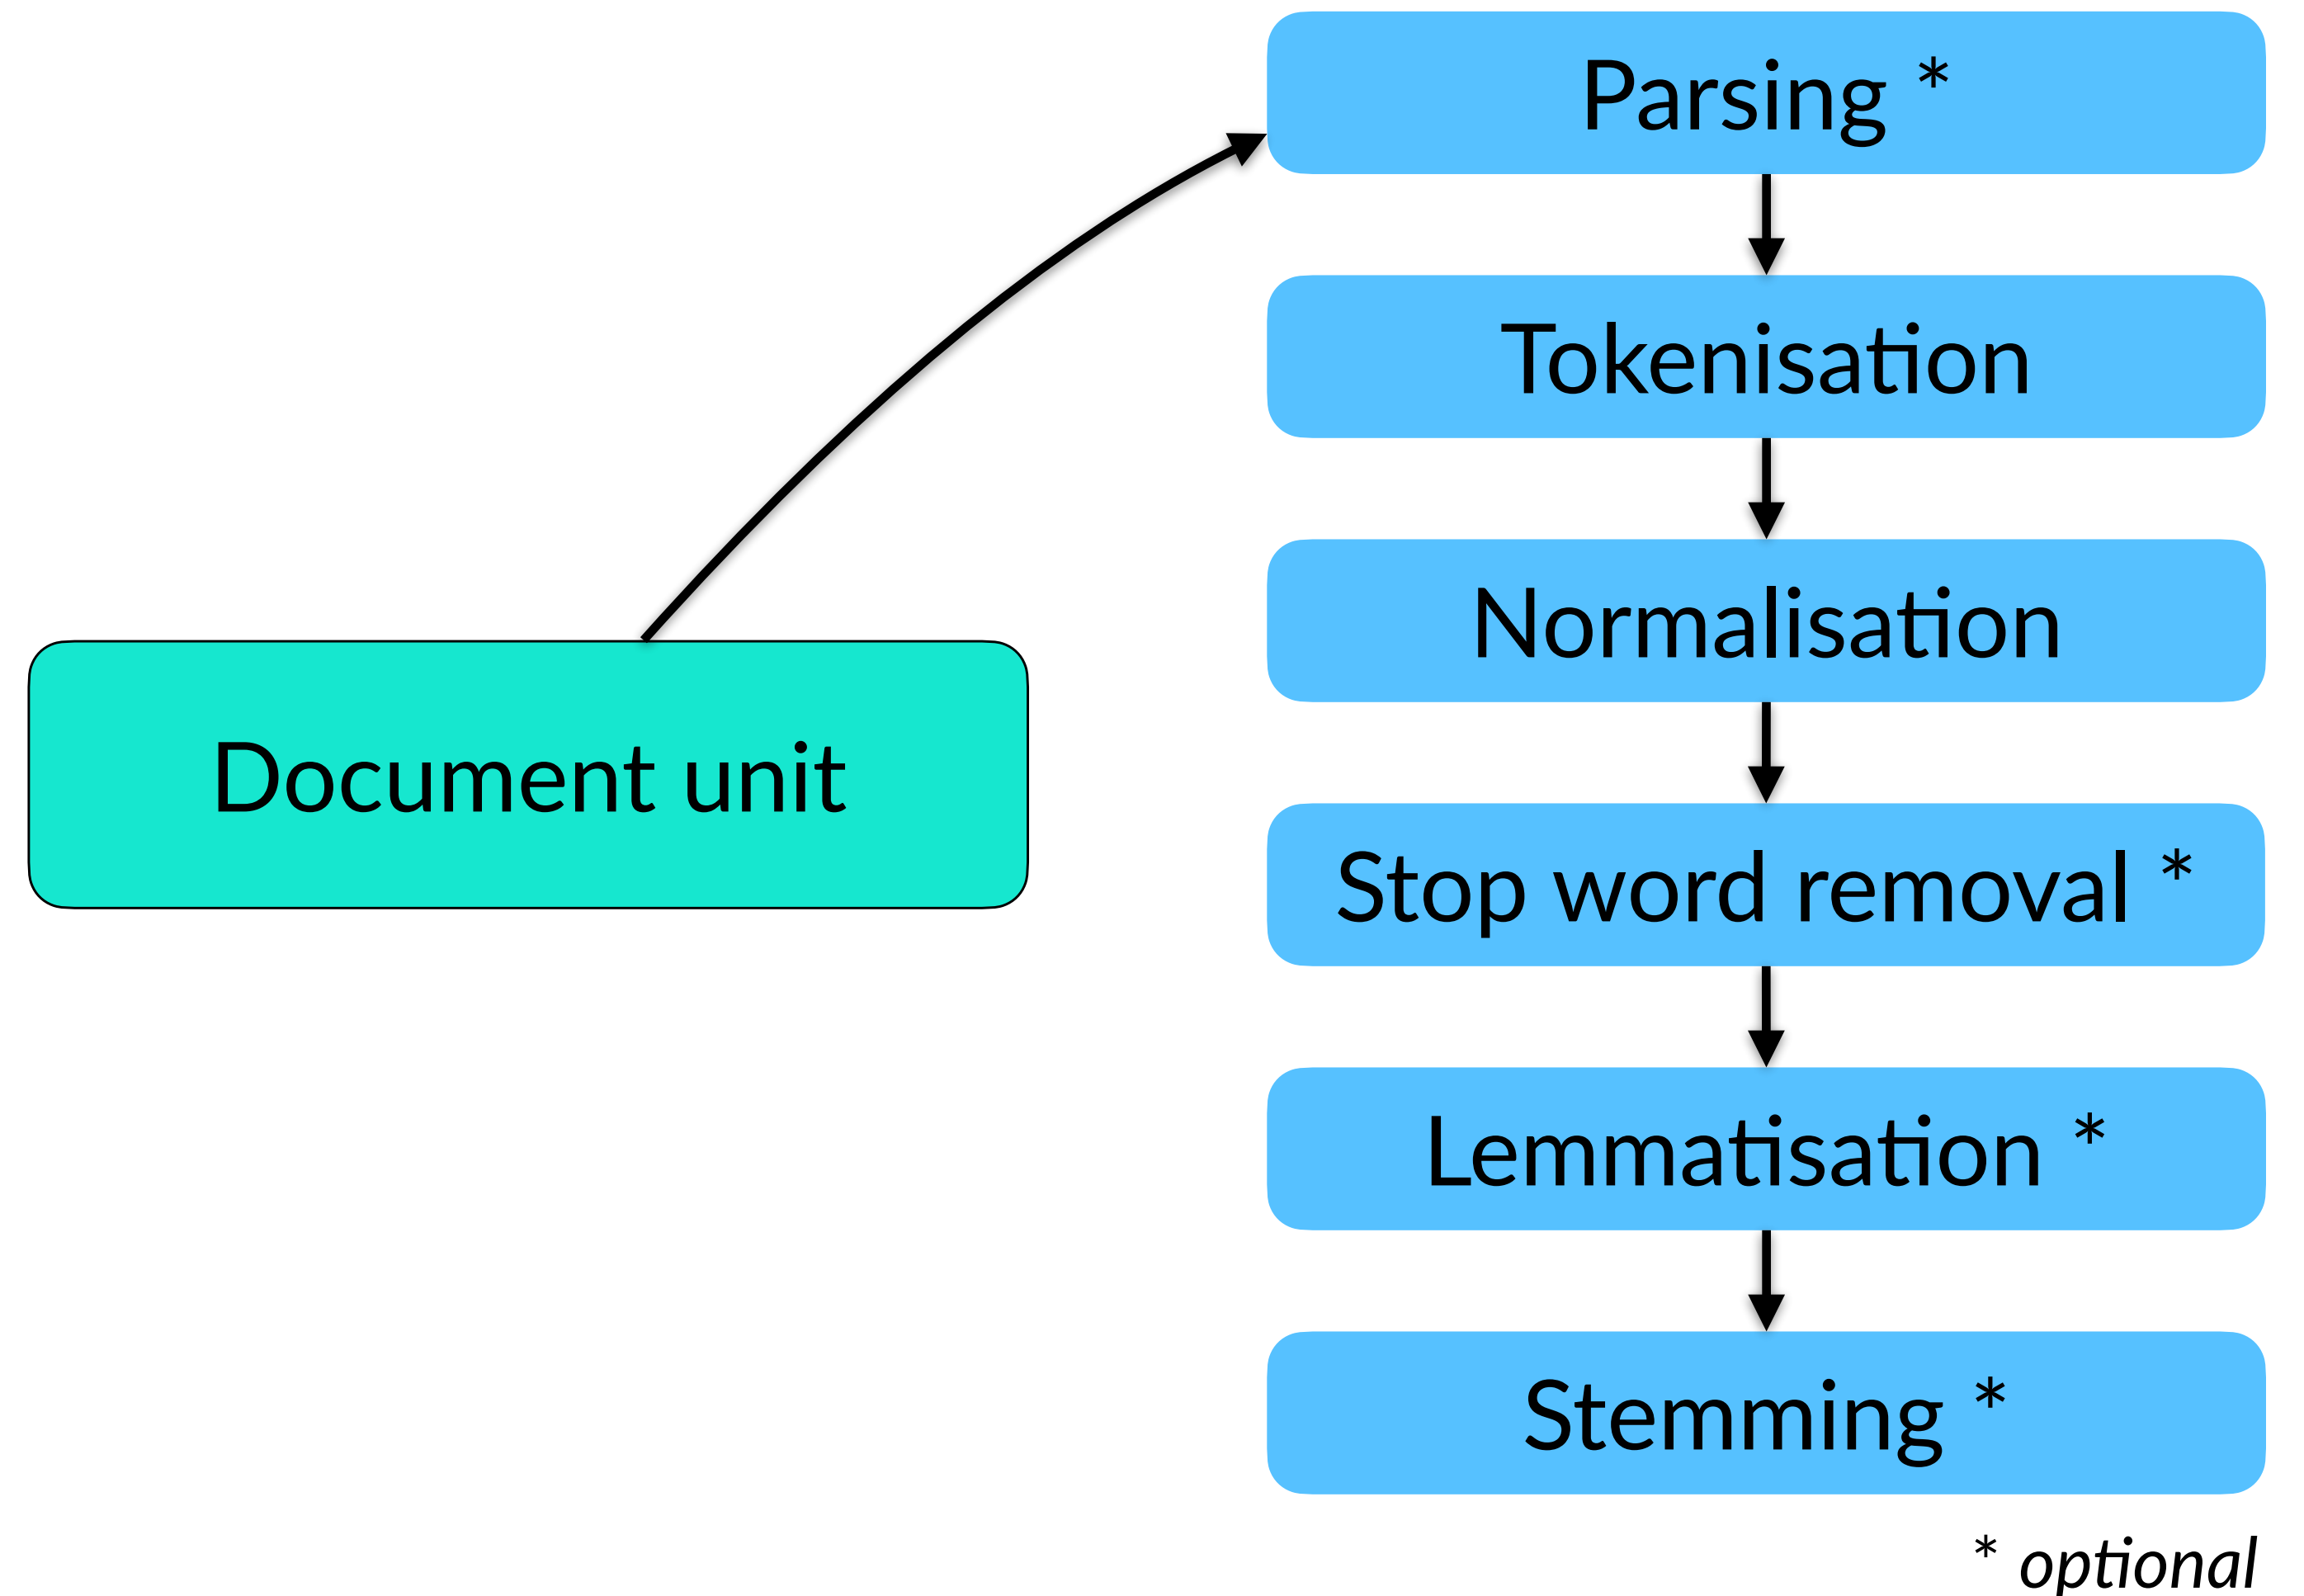 Parsing *
Tokenisation
Normalisation
Document unit
Stop word removal *
Lemmatisation *
Stemming *
* optional